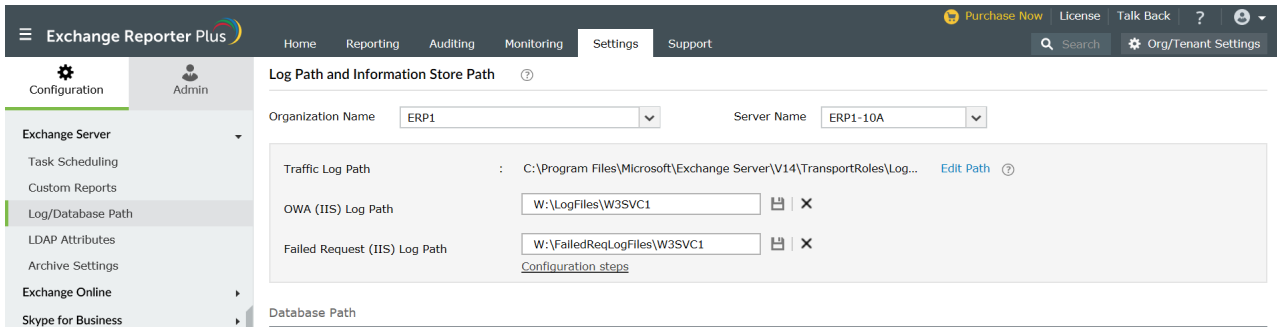 Purchase Now License Talk Back ?
☰ Exchange Reporter Plus
Home Reporting Auditing Monitoring Settings Support
Search Org/Tenant Settings
Configuration Admin
Exchange Server
Task Scheduling
Custom Reports
Log/Database Path
LDAP Attributes
Archive Settings
Exchange Online
Skype for Business
Log Path and Information Store Path ?
Organization Name ERP1 Server Name ERP1-10A
Traffic Log Path : C:\Program Files\Microsoft\Exchange Server\V14\TransportRoles\Log... Edit Path ?
OWA (IIS) Log Path W:\LogFiles\W3SVC1
Failed Request (IIS) Log Path W:\FailedReqLogFiles\W3SVC1
Configuration steps
Database Path